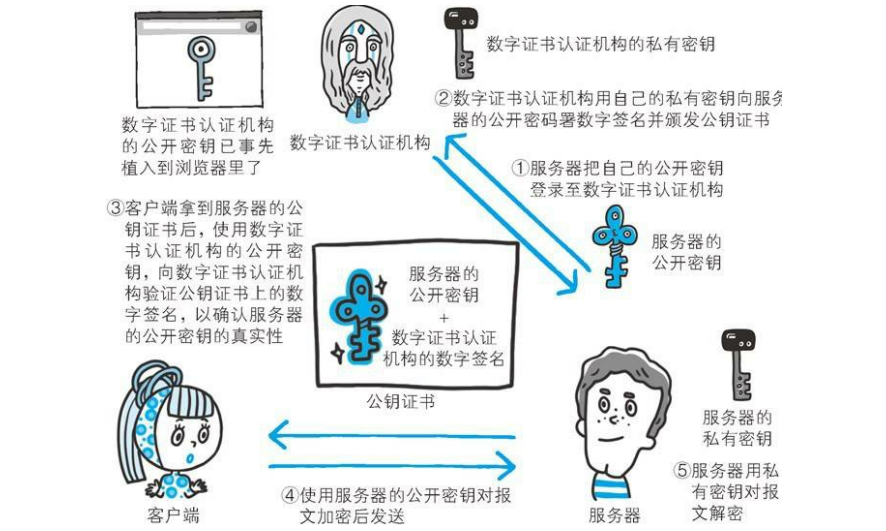 数字证书认证机构
的公开密钥已事先
植入到浏览器里了
数字证书认证机构
数字证书认证机构的私有密钥
②数字证书认证机构用自己的私有密钥向服务
器的公开密码署数字签名并颁发公钥证书
①服务器把自己的公开密钥
登录至数字证书认证机构
服务器的
公开密钥
③客户端拿到服务器的公
钥证书后，使用数字证
书认证机构的公开密
钥，向数字证书认证机
构验证公钥证书上的数
字签名，以确认服务器
的公开密钥的真实性
服务器的
公开密钥
+
数字证书认证
机构的数字签名
公钥证书
客户端
④使用服务器的公开密钥对报
文加密后发送
服务器
服务器的
私有密钥
⑤服务器用私
有密钥对报
文解密